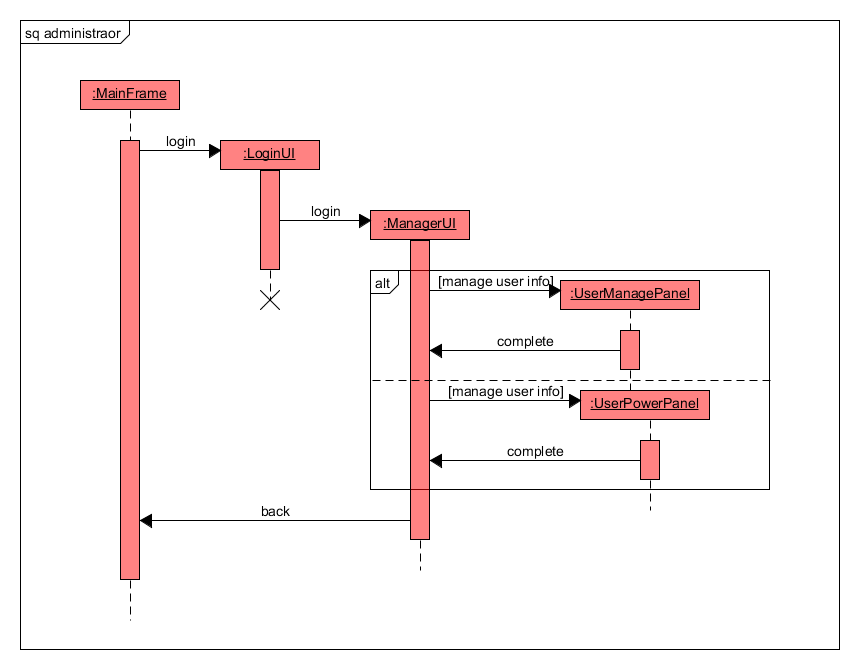 sq administraor
:MainFrame
login
:LoginUI
login
:ManagerUI
alt
[manage user info]
:UserManagePanel
complete
[manage user info]
:UserPowerPanel
complete
back